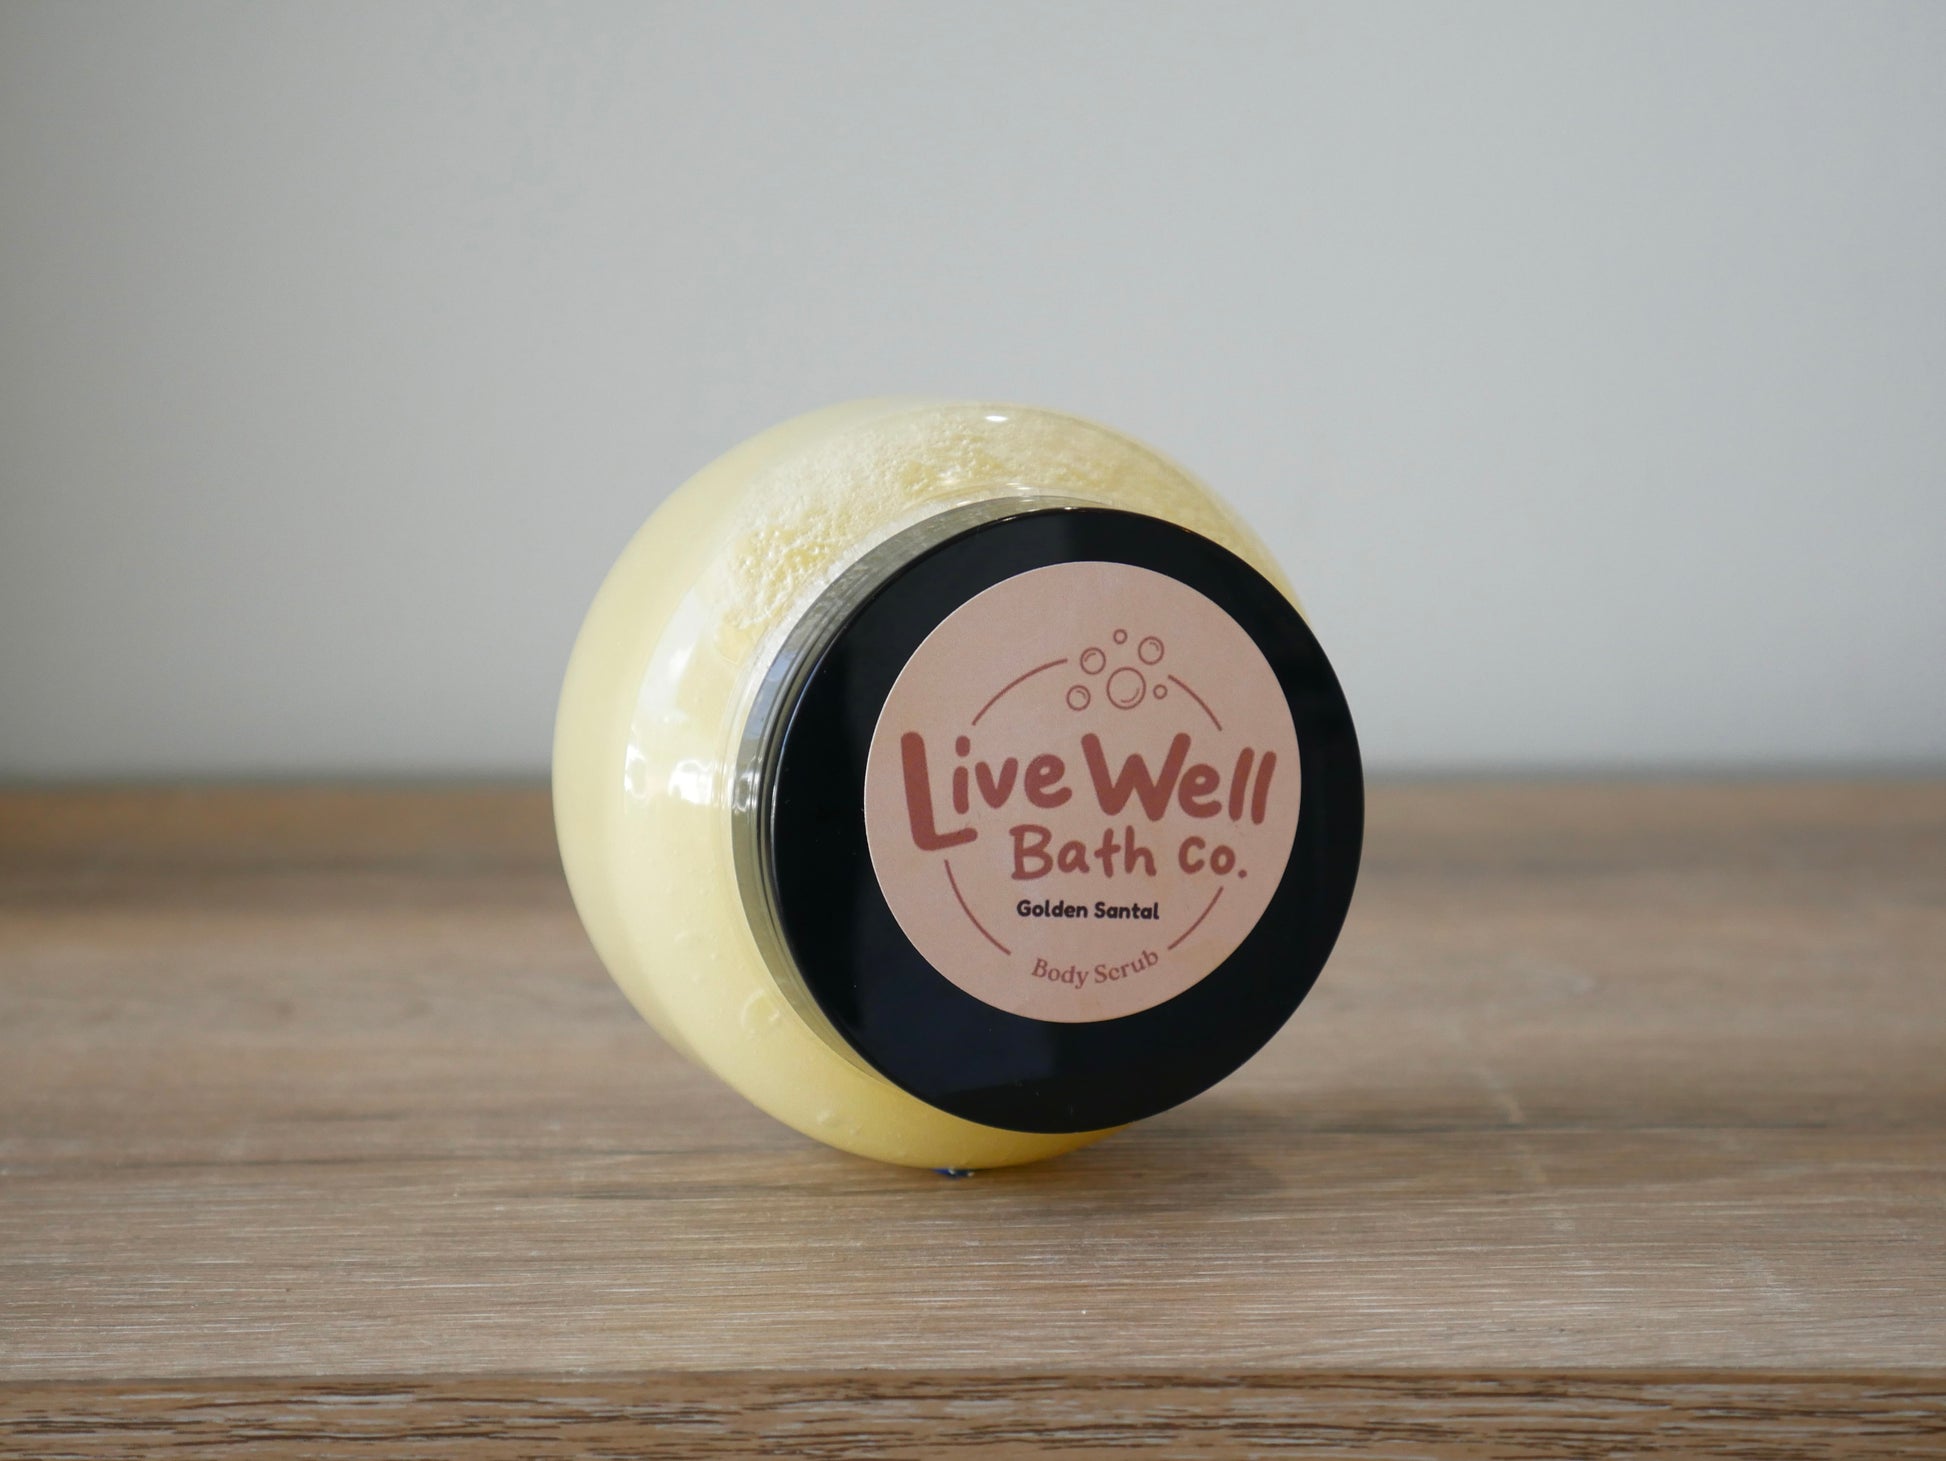 Live Well
Bath Co.
Golden Santal
Body Scrub